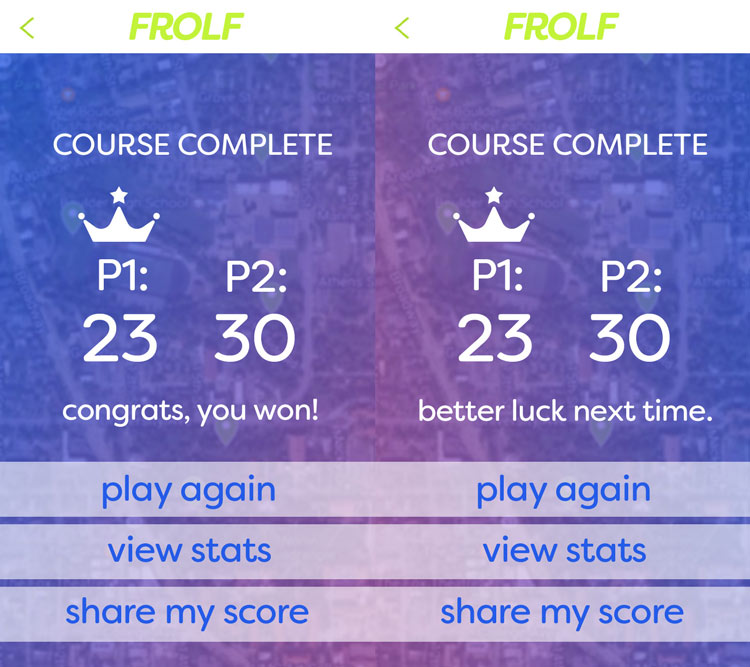 FROLF
COURSE COMPLETE
P1: P2:
23 30
congrats, you won!
play again
view stats
share my score
FROLF
COURSE COMPLETE
P1: P2:
23 30
better luck next time.
play again
view stats
share my score